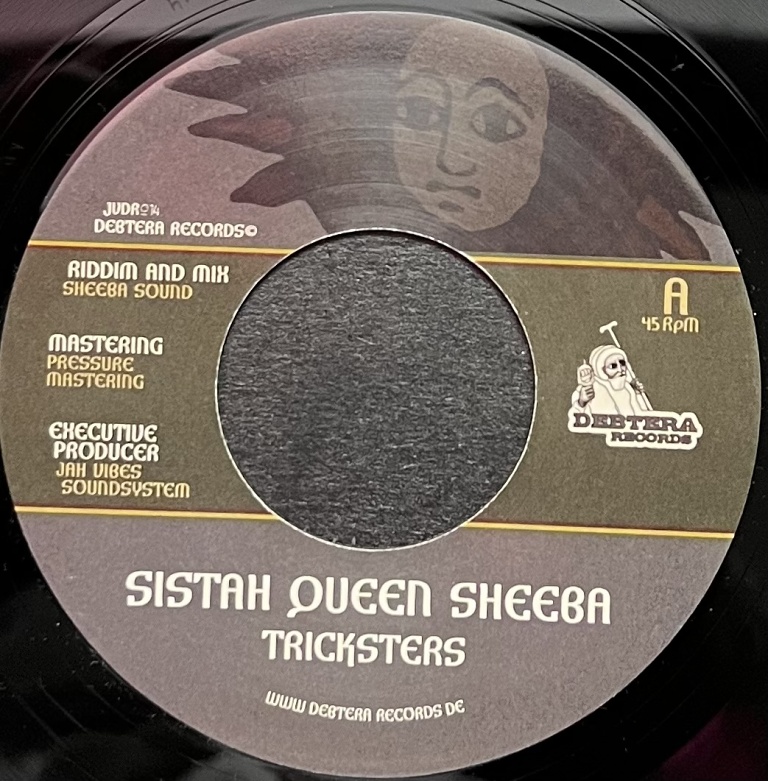 JVDR014
DEBTERA RECORDS©
RIDDIM AND MIX
SHEEBA SOUND
MASTERING
PRESSURE
MASTERING
EXECUTIVE
PRODUCER
JAH VIBES
SOUNDSYSTEM
A
45 RPM
DEBTERA
RECORDS
SISTAH QUEEN SHEEBA
TRICKSTERS
WWW DEBTERA RECORDS DE